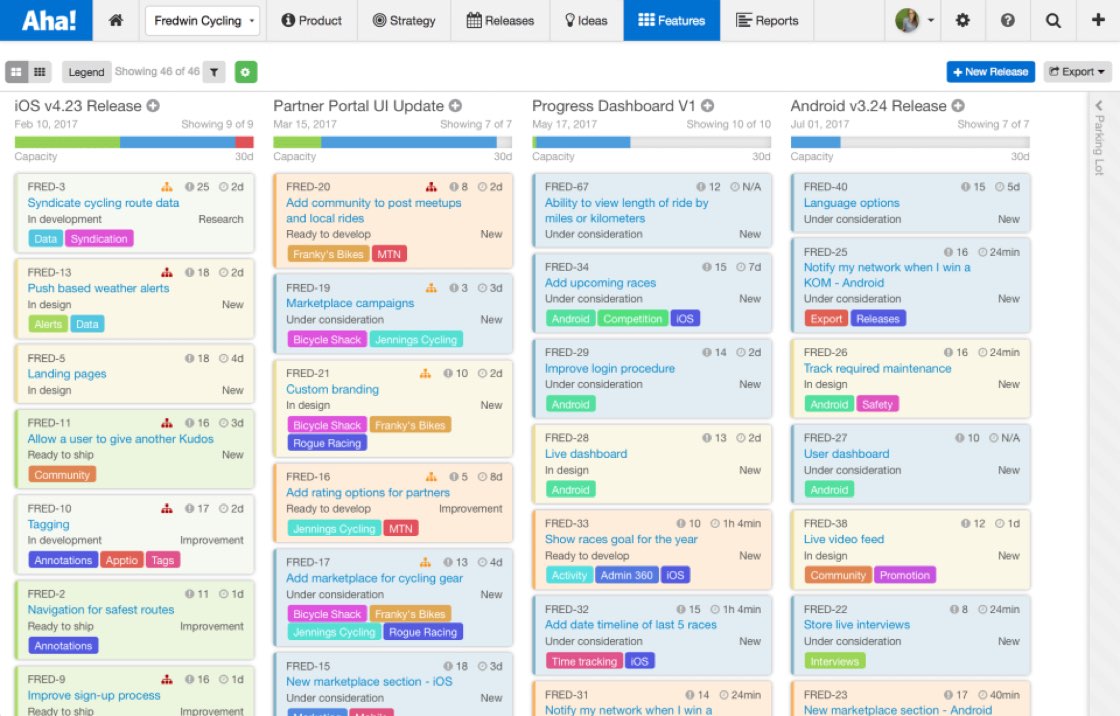 Aha!
Fredwin Cycling
Product
Strategy
Releases
Ideas
Features
Reports
Legend
Showing 46 of 46
+ New Release
Export
iOS v4.23 Release
Feb 10, 2017 Showing 9 of 9
Capacity 30d
FRED-3 25 2d
Syndicate cycling route data
In development Research
Data Syndication
FRED-13 18 2d
Push based weather alerts
In design New
Alerts Data
FRED-5 18 4d
Landing pages
In design New
FRED-11 16 3d
Allow a user to give another Kudos
Ready to ship New
Community
FRED-10 17 2d
Tagging
In development Improvement
Annotations Apptio Tags
FRED-2 11 1d
Navigation for safest routes
Ready to ship Improvement
Annotations
FRED-9 16 1d
Improve sign-up process
Ready to ship Improvement
Partner Portal UI Update
Mar 15, 2017 Showing 7 of 7
Capacity 30d
FRED-20 8 2d
Add community to post meetups
and local rides
Ready to develop New
Franky's Bikes MTN
FRED-19 3 3d
Marketplace campaigns
Under consideration New
Bicycle Shack Jennings Cycling
FRED-21 10 2d
Custom branding
In design New
Bicycle Shack Franky's Bikes
Rogue Racing
FRED-16 5 8d
Add rating options for partners
Ready to develop Improvement
Jennings Cycling MTN
FRED-17 13 4d
Add marketplace for cycling gear
Under consideration New
Bicycle Shack Franky's Bikes
Jennings Cycling Rogue Racing
FRED-15 18 3d
New marketplace section - iOS
Under consideration New
Marketing Mobile
Progress Dashboard V1
May 17, 2017 Showing 10 of 10
Capacity 30d
FRED-67 12 N/A
Ability to view length of ride by
miles or kilometers
Under consideration New
FRED-34 15 7d
Add upcoming races
Under consideration New
Android Competition iOS
FRED-29 14 2d
Improve login procedure
Under consideration New
Android
FRED-28 13 2d
Live dashboard
In design New
Android
FRED-33 10 1h 4min
Show races goal for the year
Ready to develop New
Activity Admin 360 iOS
FRED-32 15 1h 4min
Add date timeline of last 5 races
Under consideration New
Time tracking iOS
FRED-31 14 24min
Notify my network when I win a
Android v3.24 Release
Jul 01, 2017 Showing 7 of 7
Capacity 30d
FRED-40 15 5d
Language options
Under consideration New
FRED-25 16 24min
Notify my network when I win a
KOM - Android
Under consideration New
Export Releases
FRED-26 16 24min
Track required maintenance
In design New
Android Safety
FRED-27 10 N/A
User dashboard
Under consideration New
Android
FRED-38 12 1d
Live video feed
In design New
Community Promotion
FRED-22 8 24min
Store live interviews
Under consideration New
Interviews
FRED-23 17 40min
New marketplace section - Android
Parking Lot